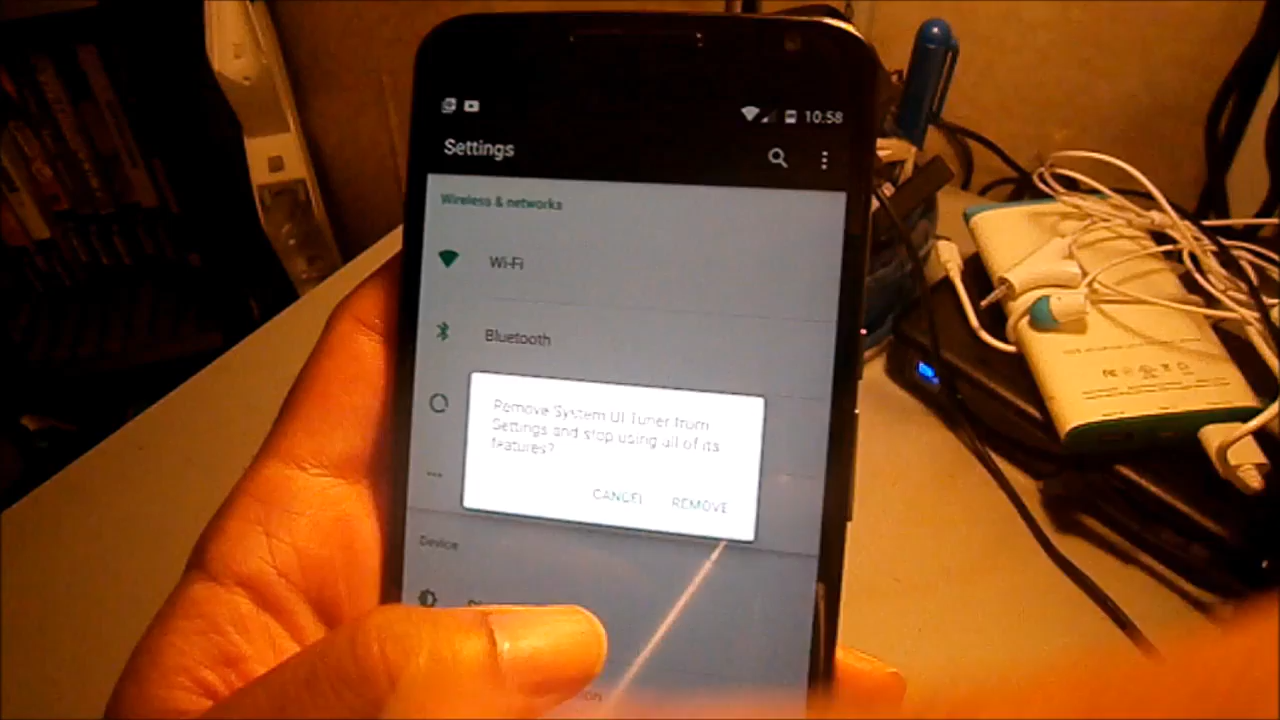 10:58
Settings
Wireless & networks
Wi-Fi
Bluetooth
Remove System UI Tuner from
Settings and stop using all of its
features?
CANCEL REMOVE
Device